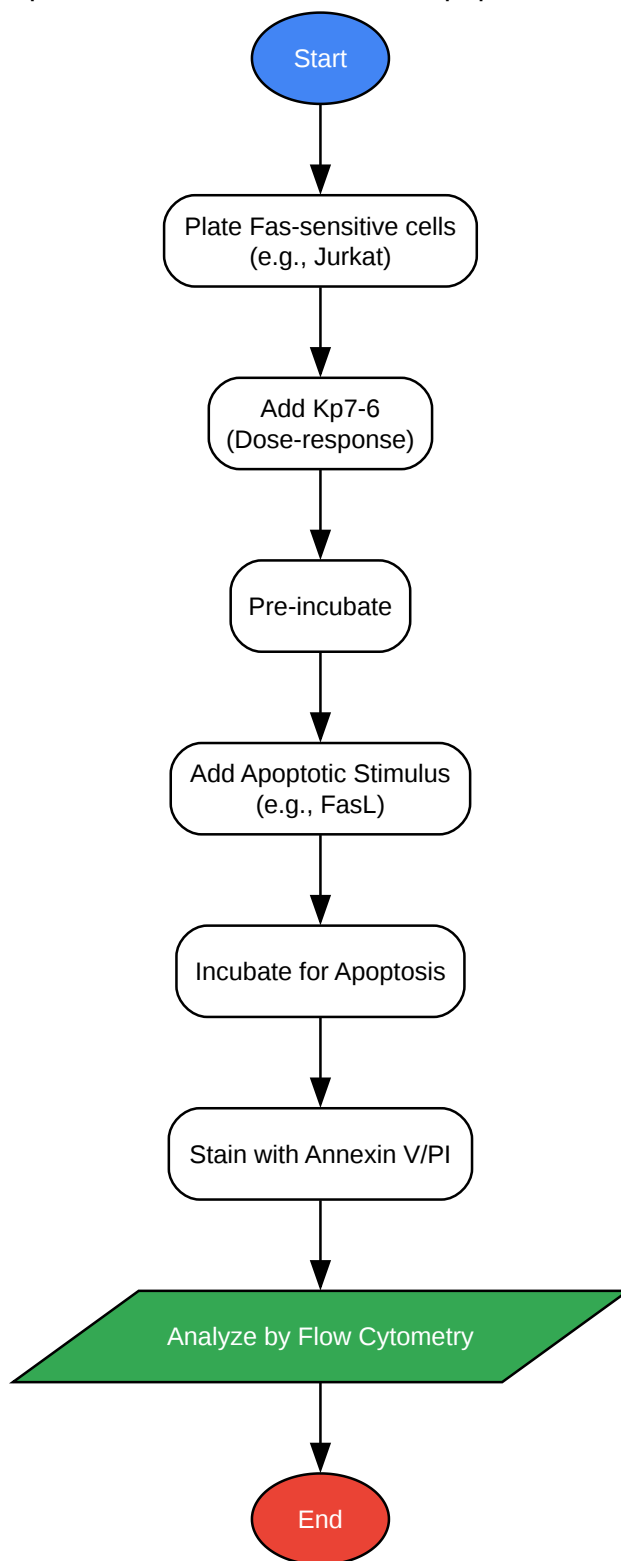 Start
Plate Fas-sensitive cells
(e.g., Jurkat)
Add Kp7-6
(Dose-response)
Pre-incubate
Add Apoptotic Stimulus
(e.g., FasL)
Incubate for Apoptosis
Stain with Annexin V/PI
Analyze by Flow Cytometry
End